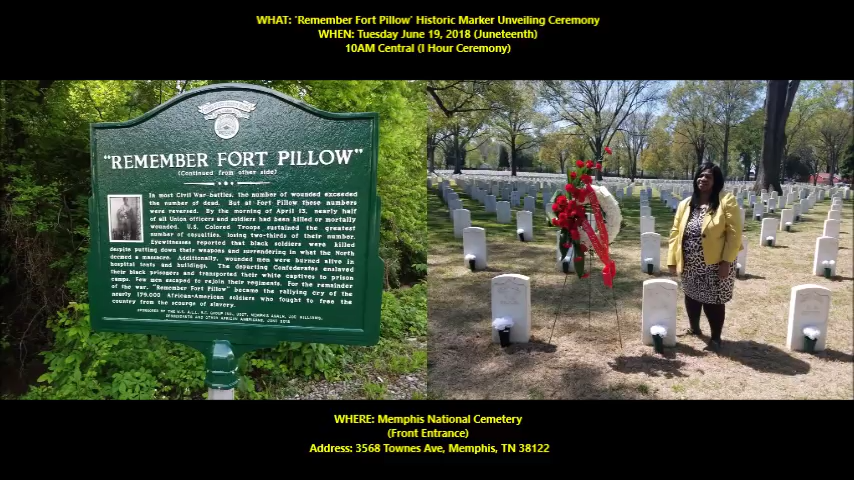 WHAT: 'Remember Fort Pillow' Historic Marker Unveiling Ceremony
WHEN: Tuesday June 19, 2018 (Juneteenth)
10AM Central (1 Hour Ceremony)
"REMEMBER FORT PILLOW"
(Continued from other side)
In most Civil War battles, the number of wounded exceeded
the number of dead. But at Fort Pillow these numbers
were reversed. By the morning of April 13, nearly half
of all Union officers and soldiers had been killed or mortally
wounded. U.S. Colored Troops sustained the greatest
number of casualties, losing two-thirds of their number.
Eyewitnesses reported that black soldiers were killed
despite putting down their weapons and surrendering in what the North
deemed a massacre. Additionally, wounded men were burned alive in
hospital tents and buildings. The departing Confederates enslaved
their black prisoners and transported their white captives to prison
camps. Few men escaped to rejoin their regiments. For the remainder
of the war, "Remember Fort Pillow" became the rallying cry of the
nearly 179,000 African-American soldiers who fought to free the
country from the scourge of slavery.
SPONSORED BY THE W.E. A.L.L. B.E. GROUP INC.,
WHERE: Memphis National Cemetery
(Front Entrance)
Address: 3568 Townes Ave, Memphis, TN 38122